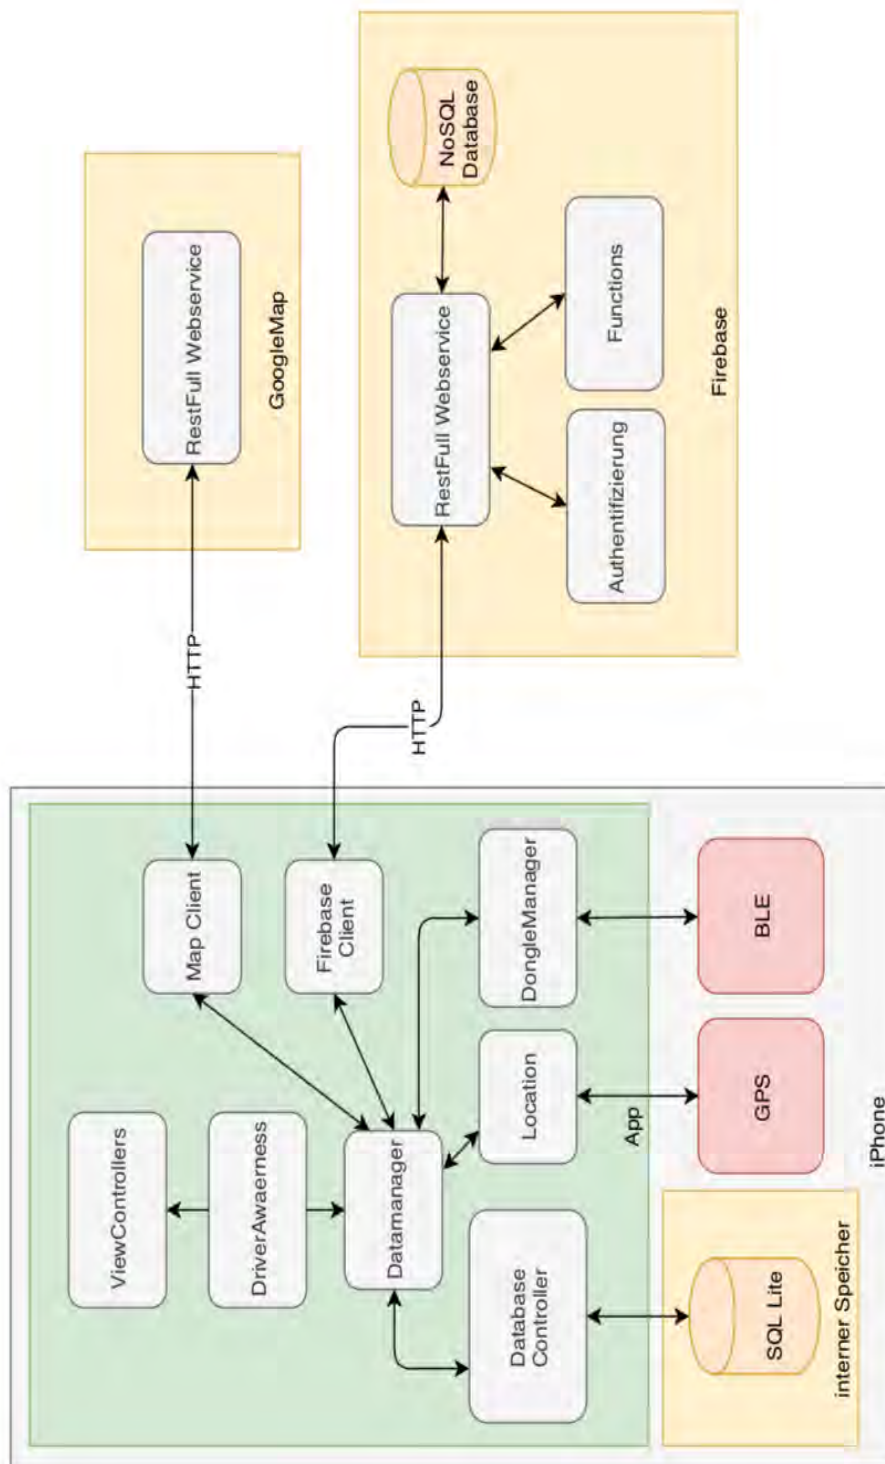 ViewControllers
DriverAwaerness
Datamanager
Database
Controller
Location
DongleManager
Map Client
Firebase
Client
App
SQL Lite
interner Speicher
GPS
BLE
iPhone
HTTP
HTTP
RestFull Webservice
GoogleMap
RestFull Webservice
NoSQL
Database
Authentifizierung
Functions
Firebase